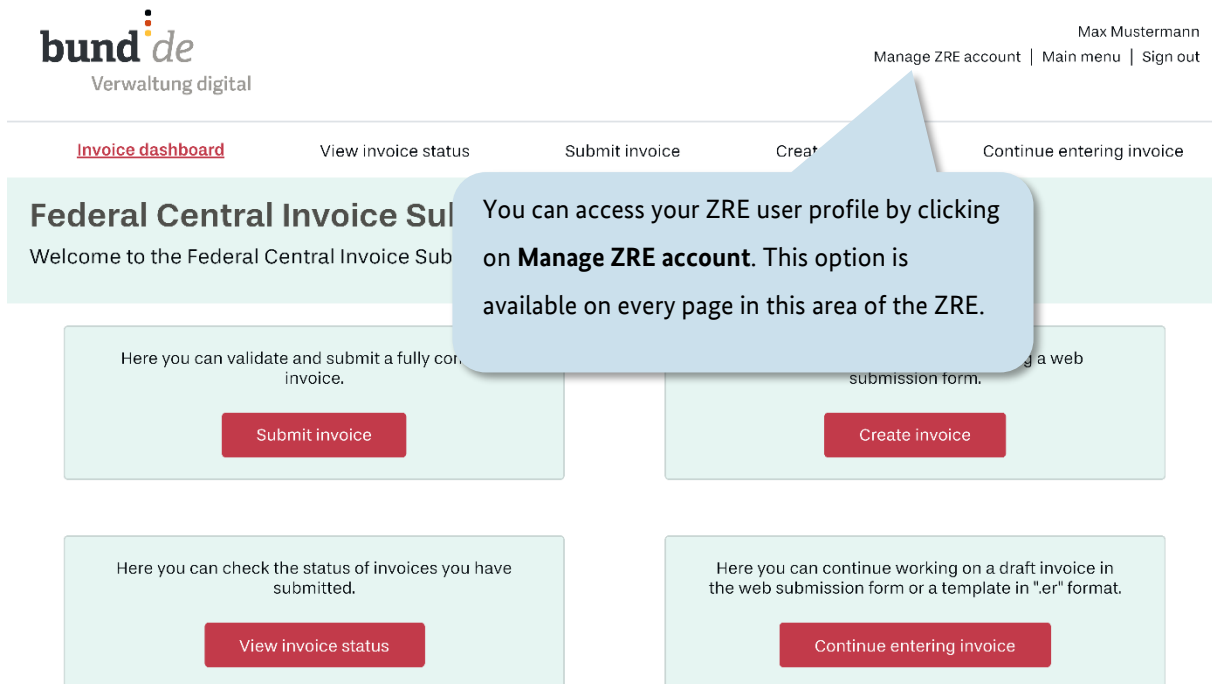 bund de
Verwaltung digital
Max Mustermann
Manage ZRE account | Main menu | Sign out
Invoice dashboard View invoice status Submit invoice Continue entering invoice
Federal Central Invoice
Welcome to the Federal Central Invoice
You can access your ZRE user profile by clicking
on Manage ZRE account. This option is
available on every page in this area of the ZRE.
Here you can validate and submit a fully
invoice.
Submit invoice
a web
submission form.
Create invoice
Here you can check the status of invoices you have
submitted.
View invoice status
Here you can continue working on a draft invoice in
the web submission form or a template in ".er" format.
Continue entering invoice